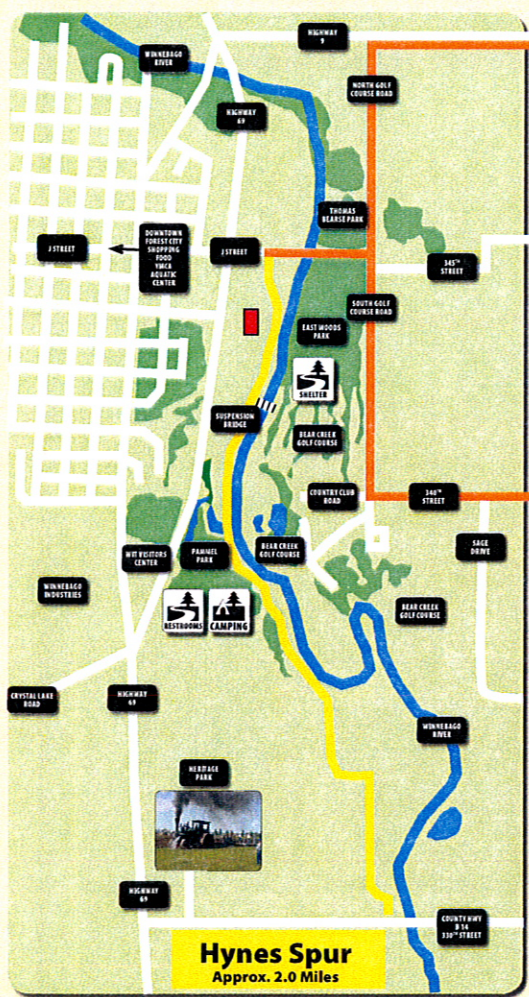 HIGHWAY
9
WINNEBAGO
RIVER
NORTH GOLF
COURSE ROAD
HIGHWAY
69
THOMAS
BEARSE PARK
J STREET
DOWNTOWN
FOREST CITY
SHOPPING
FOOD
YMCA
AQUATIC
CENTER
J STREET
345TH
STREET
SOUTH GOLF
COURSE ROAD
EAST WOODS
PARK
SHELTER
SUSPENSION
BRIDGE
BEAR CREEK
GOLF COURSE
COUNTRY CLUB
ROAD
340TH
STREET
WIT VISITORS
CENTER
PAMMEL
PARK
BEAR CREEK
GOLF COURSE
SAGE
DRIVE
WINNEBAGO
INDUSTRIES
RESTROOMS
CAMPING
BEAR CREEK
GOLF COURSE
CRYSTAL LAKE
ROAD
HIGHWAY
69
WINNEBAGO
RIVER
HERITAGE
PARK
HIGHWAY
69
COUNTY HWY
B 14
330TH STREET
Hynes Spur
Approx. 2.0 Miles